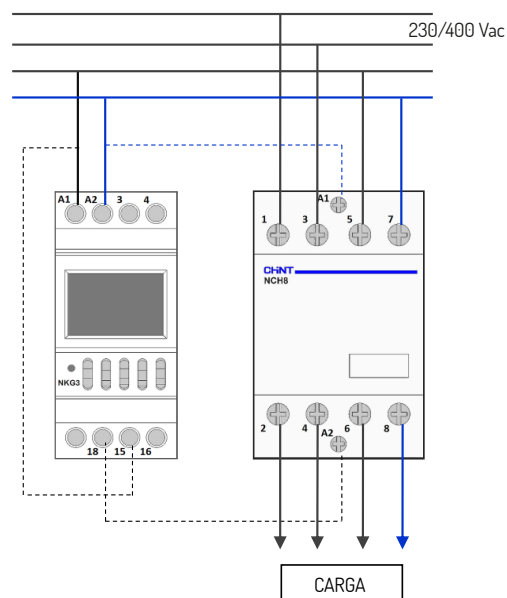 230/400 Vac
A1 A2 3 4
A1
1 3 5 7
CHNT
NCH8
NKG3
18 15 16
2 4 A2 6 8
CARGA